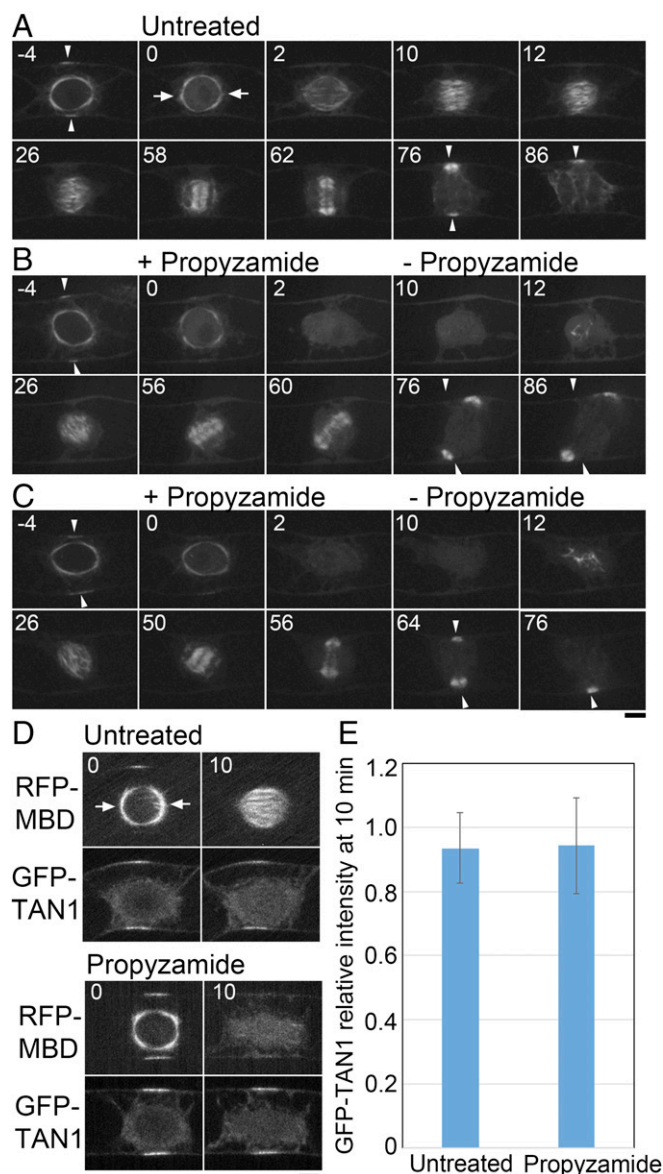 A Untreated
-4 0 2 10 12
26 58 62 76 86
B + Propyzamide - Propyzamide
-4 0 2 10 12
26 56 60 76 86
C + Propyzamide - Propyzamide
-4 0 2 10 12
26 50 56 64 76
D Untreated
0 10
RFP-
MBD
GFP-
TAN1
Propyzamide
0 10
RFP-
MBD
GFP-
TAN1
E
GFP-TAN1 relative intensity at 10 min
1.2
1.0
0.8
0.6
0.4
0.2
0
Untreated Propyzamide